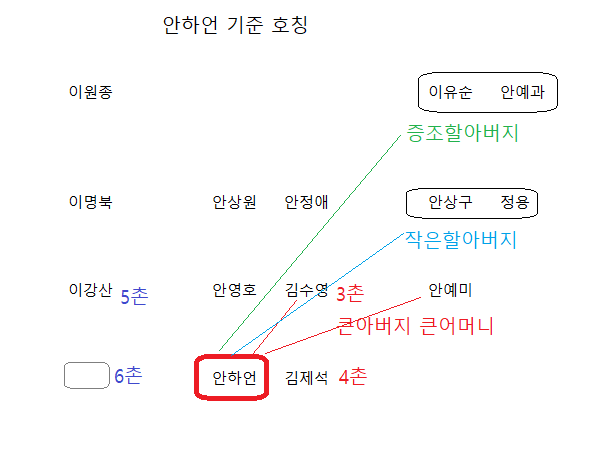 안하언 기준 호칭
이원종 이유순 안예과
증조할아버지
이명북 안상원 안정애 안상구 정용
작은할아버지
이강산 5촌 안영호 김수영 3촌 안예미
큰아버지 큰어머니
6촌 안하언 김제석 4촌